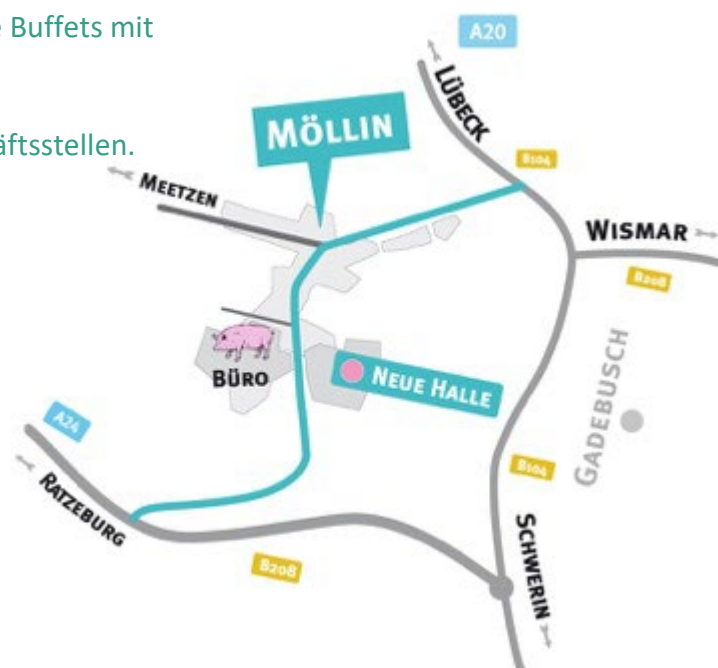 e Buffets mit
A20
LÜBECK
MÖLLIN
äftsstellen.
B104
MEETZEN
WISMAR
B208
BÜRO
NEUE HALLE
GADEBUSCH
A24
B104
RATZEBURG
SCHWERIN
B208